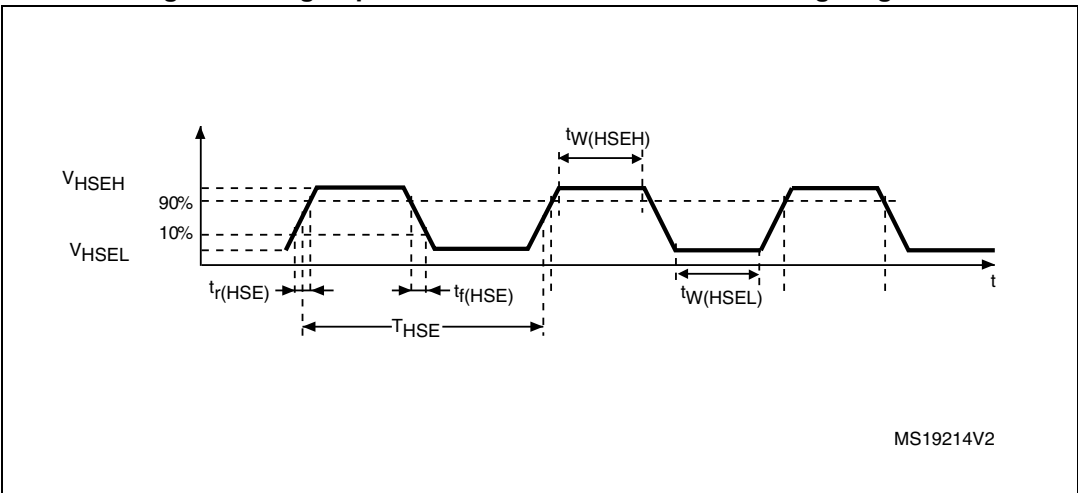 tW(HSEH)
VHSEH
90%
10%
VHSEL
tr(HSE)
tf(HSE)
tW(HSEL)
t
THSE
MS19214V2